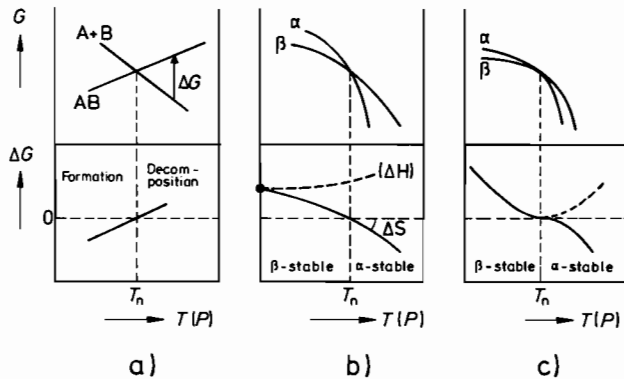 G
A+B
AB
ΔG
α
β
α
β
ΔG
0
Formation
Decom-
position
(ΔH)
ΔS
β-stable
α-stable
β-stable
α-stable
Tn
Tn
Tn
T(P)
T(P)
T(P)
a)
b)
c)